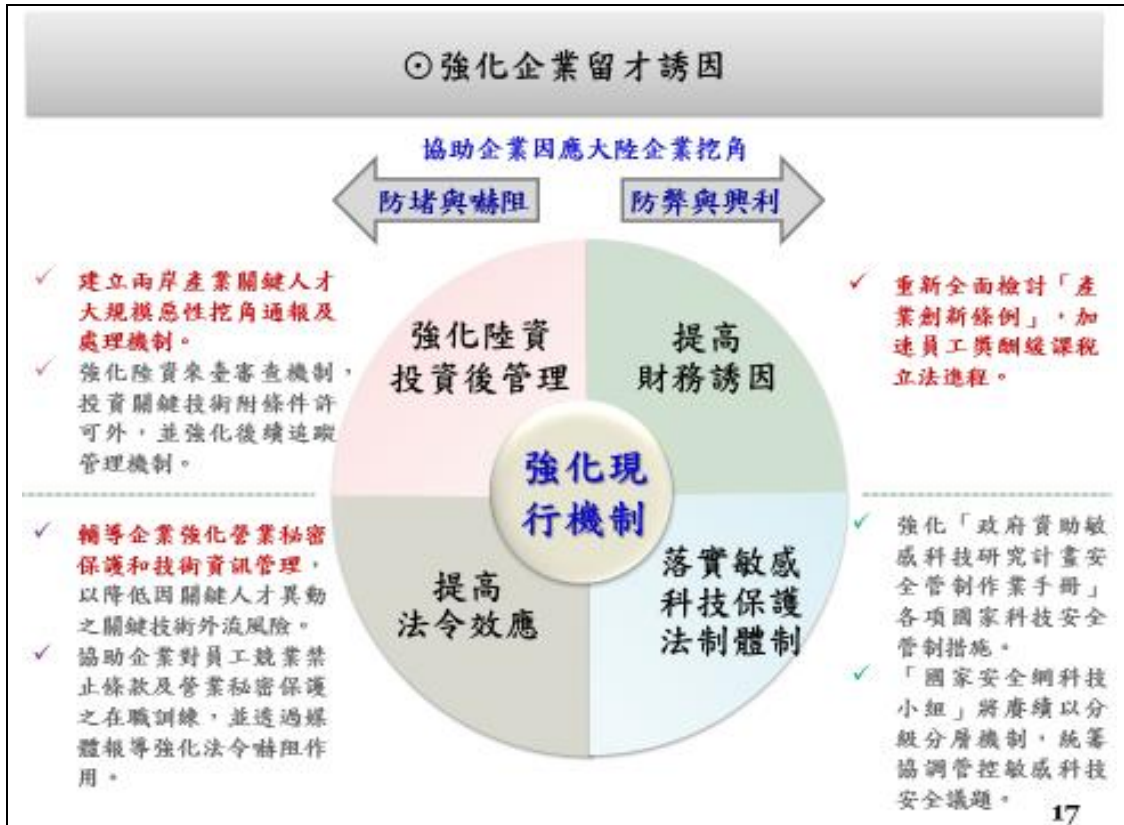 ⊙強化企業留才誘因
協助企業因應大陸企業挖角
防堵與嚇阻
防弊與興利
✓ 建立兩岸產業關鍵人才
大規模惡性挖角通報及
處理機制。
✓ 強化陸資來臺審查機制，
投資關鍵技術附條件許
可外，並強化後續追蹤
管理機制。
強化陸資
投資後管理
提高
財務誘因
✓ 重新全面檢討「產
業創新條例」，加
速員工獎酬緩課稅
立法進程。
強化現
行機制
✓ 輔導企業強化營業秘密
保護和技術資訊管理，
以降低因關鍵人才異動
之關鍵技術外流風險。
✓ 協助企業對員工競業禁
止條款及營業秘密保護
之在職訓練，並透過媒
體報導強化法令嚇阻作
用。
提高
法令效應
落實敏感
科技保護
法制體制
✓ 強化「政府資助敏
感科技研究計畫安
全管制作業手冊」
各項國家科技安全
管制措施。
✓ 「國家安全網科技
小組」將賡續以分
級分層機制，統籌
協調管控敏感科技
安全議題。
17